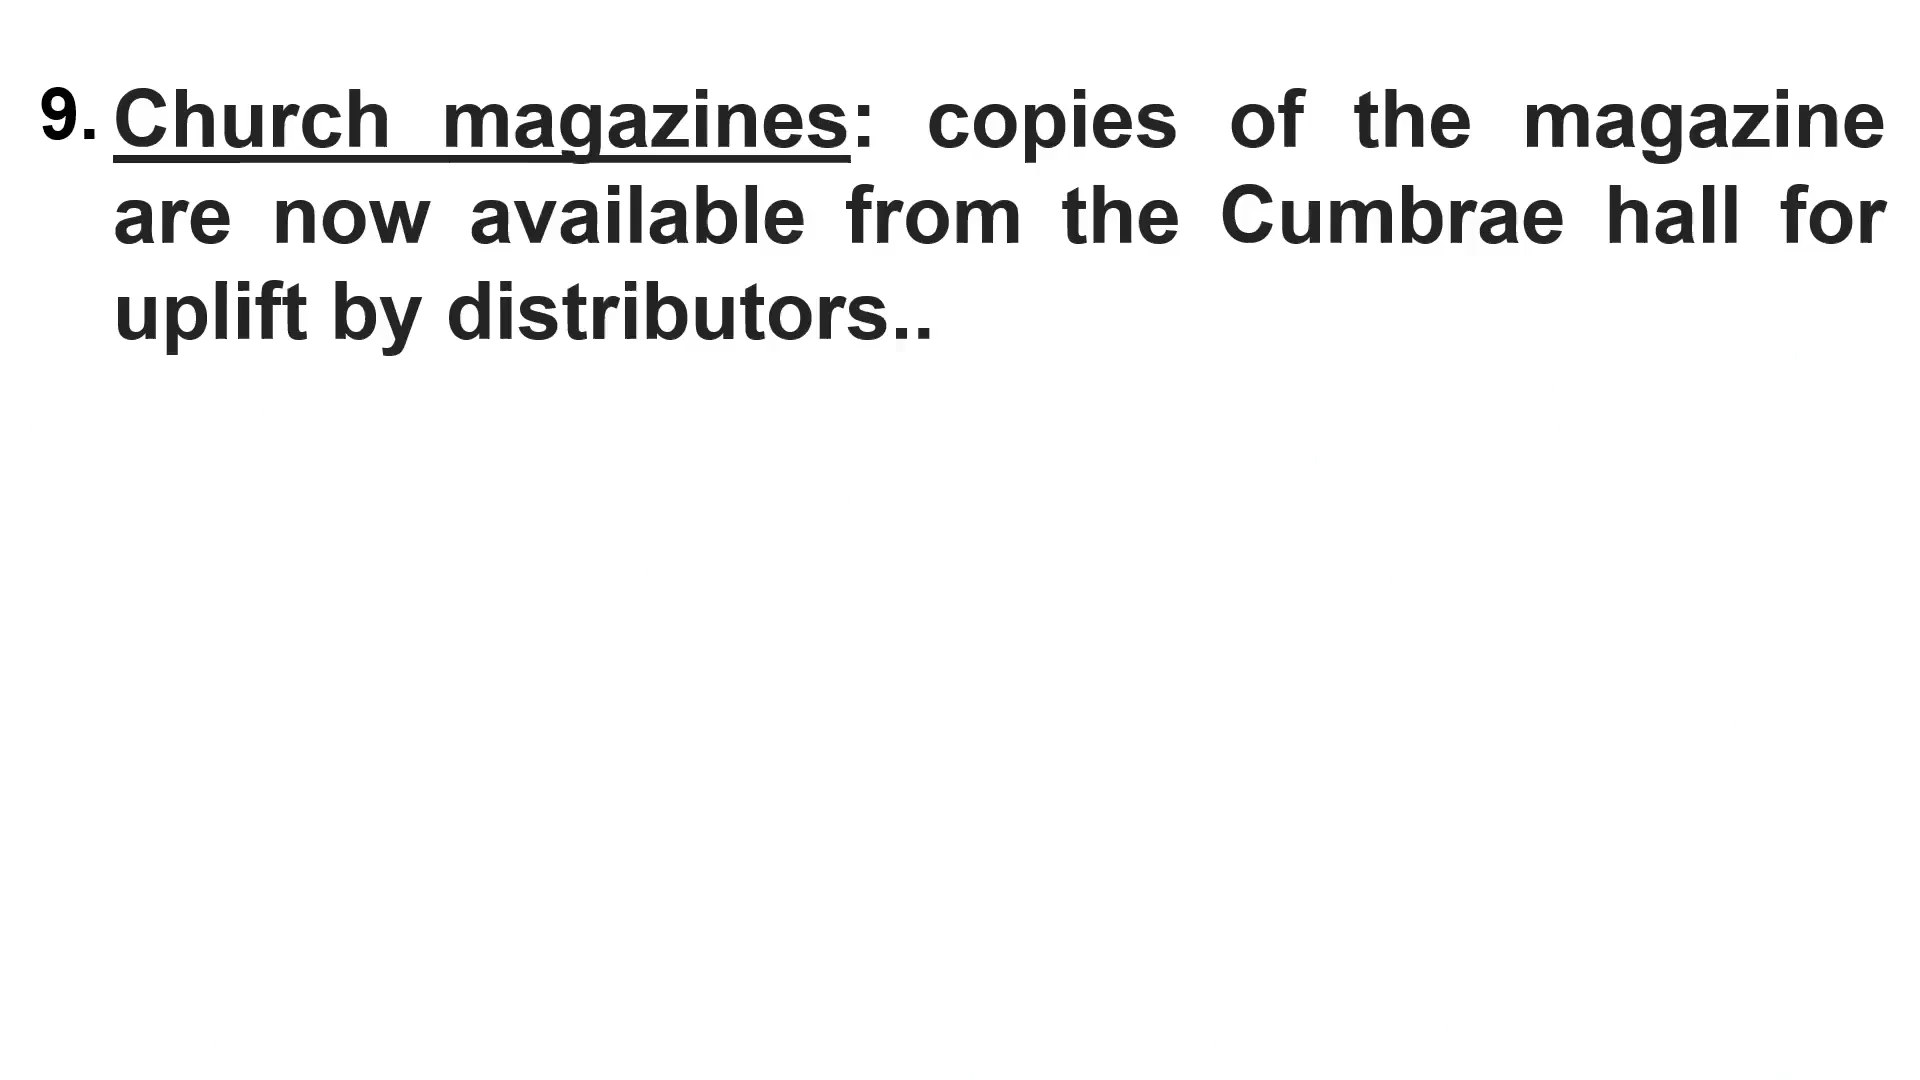 9. Church magazines: copies of the magazine
are now available from the Cumbrae hall for
uplift by distributors..